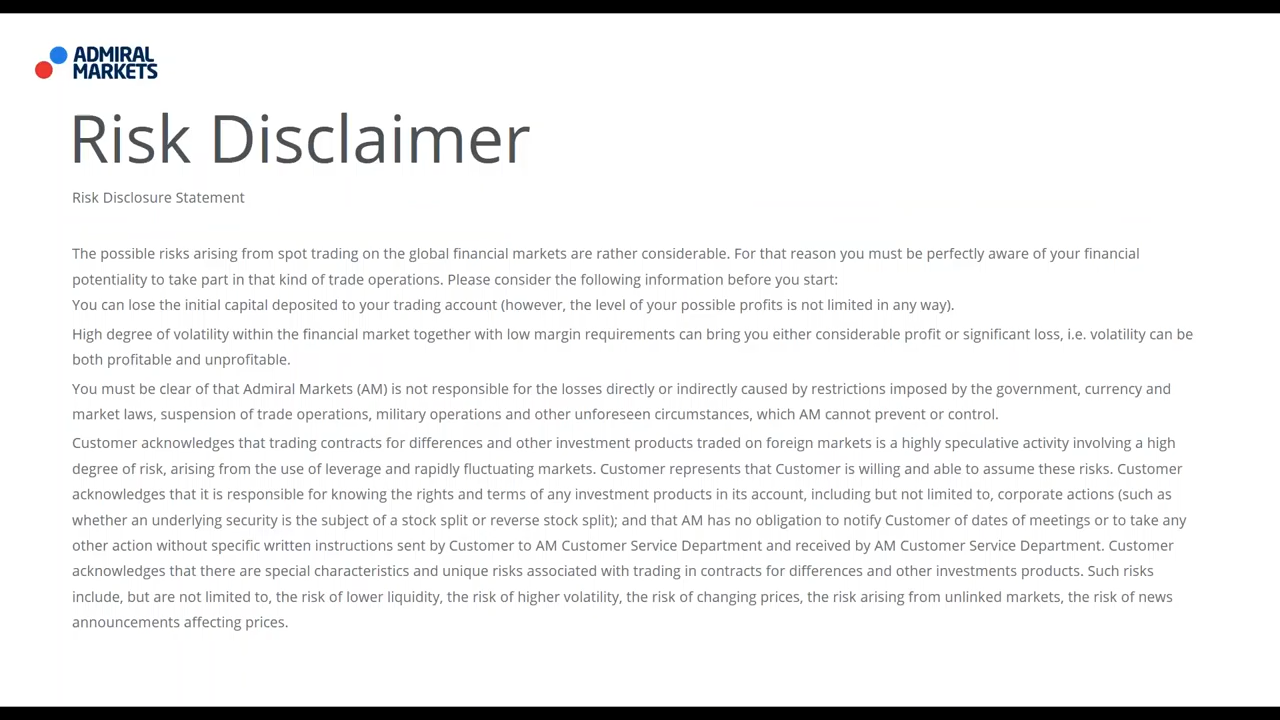 ADMIRAL
MARKETS
Risk Disclaimer
Risk Disclosure Statement
The possible risks arising from spot trading on the global financial markets are rather considerable. For that reason you must be perfectly aware of your financial
potentiality to take part in that kind of trade operations. Please consider the following information before you start:
You can lose the initial capital deposited to your trading account (however, the level of your possible profits is not limited in any way).
High degree of volatility within the financial market together with low margin requirements can bring you either considerable profit or significant loss, i.e. volatility can be
both profitable and unprofitable.
You must be clear of that Admiral Markets (AM) is not responsible for the losses directly or indirectly caused by restrictions imposed by the government, currency and
market laws, suspension of trade operations, military operations and other unforeseen circumstances, which AM cannot prevent or control.
Customer acknowledges that trading contracts for differences and other investment products traded on foreign markets is a highly speculative activity involving a high
degree of risk, arising from the use of leverage and rapidly fluctuating markets. Customer represents that Customer is willing and able to assume these risks. Customer
acknowledges that it is responsible for knowing the rights and terms of any investment products in its account, including but not limited to, corporate actions (such as
whether an underlying security is the subject of a stock split or reverse stock split); and that AM has no obligation to notify Customer of dates of meetings or to take any
other action without specific written instructions sent by Customer to AM Customer Service Department and received by AM Customer Service Department. Customer
acknowledges that there are special characteristics and unique risks associated with trading in contracts for differences and other investments products. Such risks
include, but are not limited to, the risk of lower liquidity, the risk of higher volatility, the risk of changing prices, the risk arising from unlinked markets, the risk of news
announcements affecting prices.